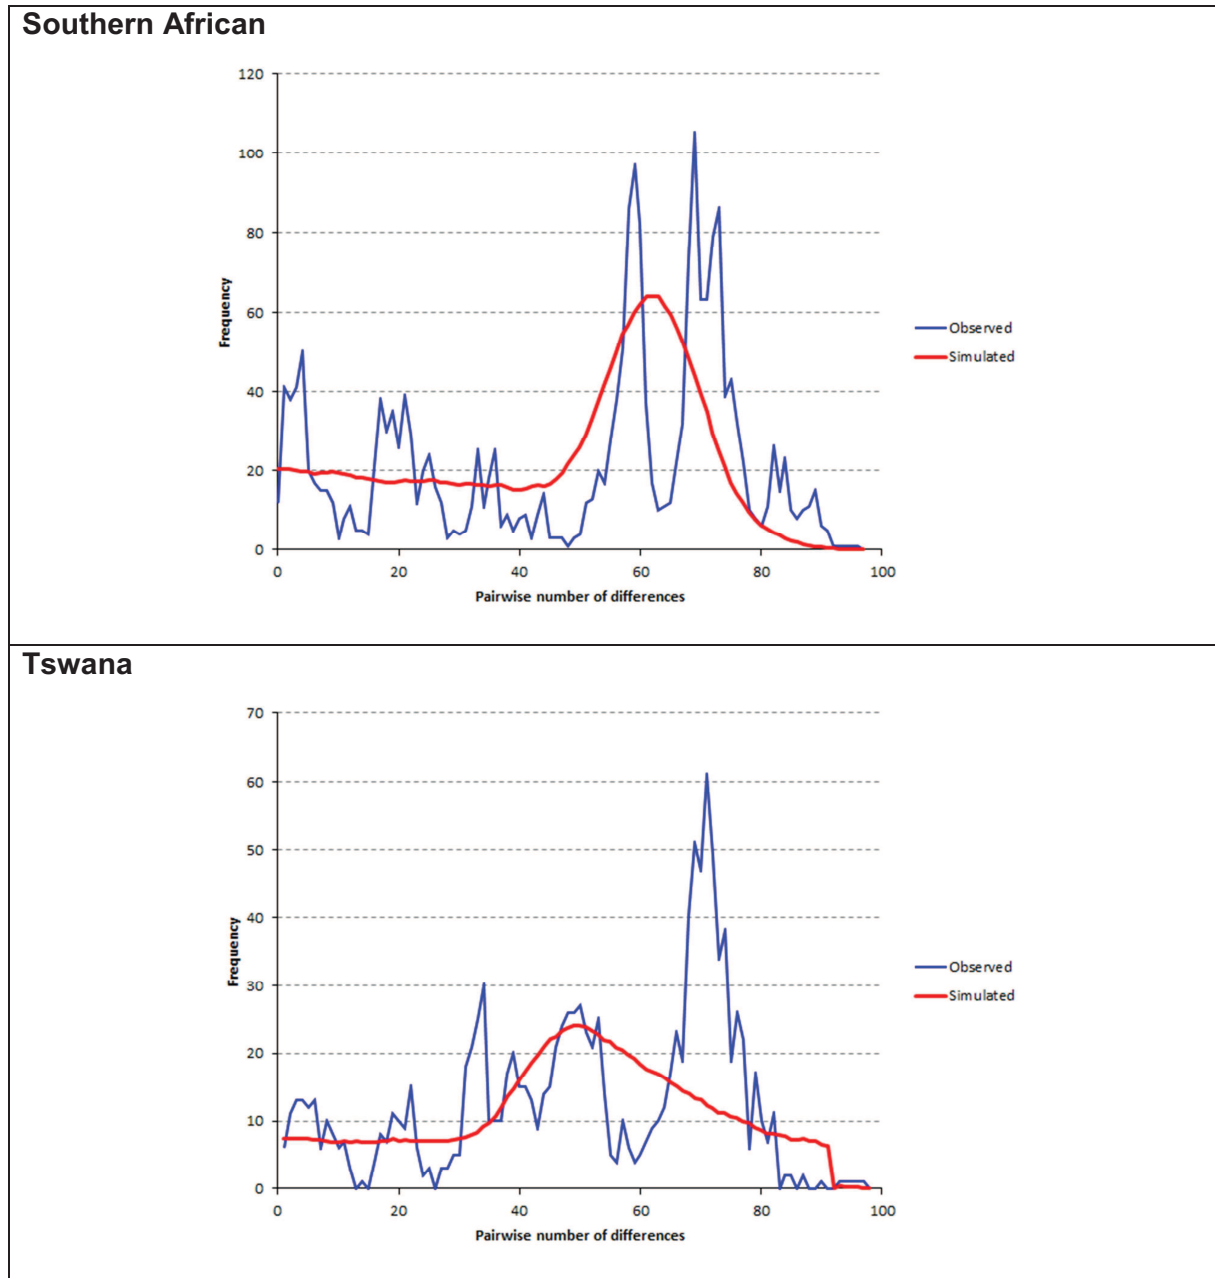 Southern African
120
100
80
60
40
20
0
Frequency
0 20 40 60 80 100
Pairwise number of differences
Observed
Simulated
Tswana
70
60
50
40
30
20
10
0
Frequency
0 20 40 60 80 100
Pairwise number of differences
Observed
Simulated